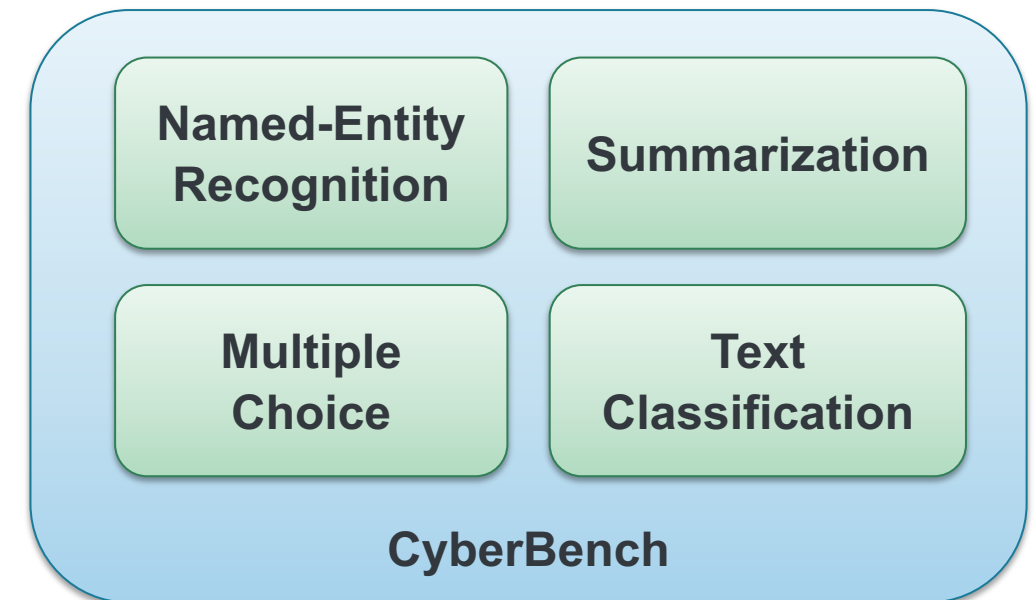 Named-Entity
Recognition
Summarization
Multiple
Choice
Text
Classification
CyberBench